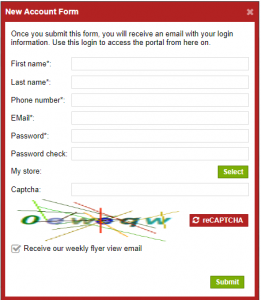 New Account Form
Once you submit this form, you will receive an email with your login
information. Use this login to access the portal from here on.
First name*:
Last name*:
Phone number*:
EMail*:
Password*:
Password check:
My store:
Select
Captcha:
reCAPTCHA
Receive our weekly flyer view email
Submit